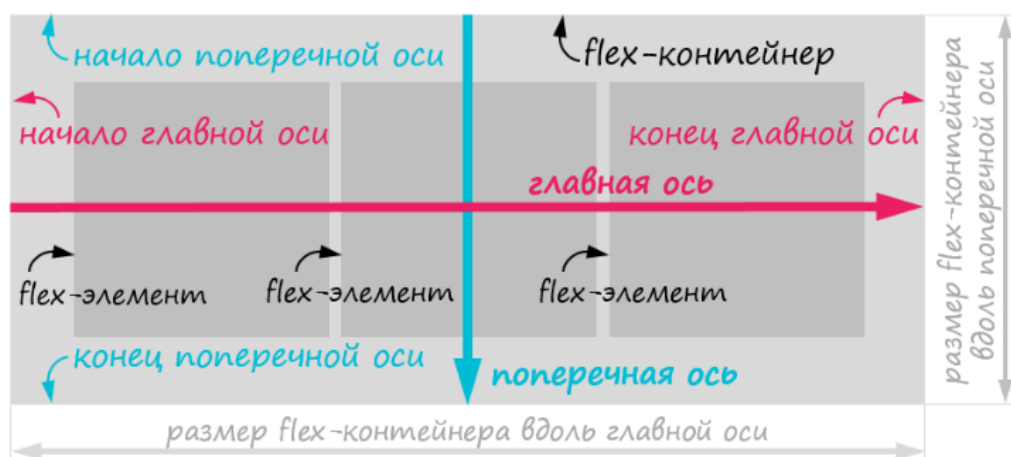 начало поперечной оси
flex-контейнер
начало главной оси
конец главной оси
главная ось
flex-элемент
flex-элемент
flex-элемент
конец поперечной оси
поперечная ось
размер flex-контейнера вдоль главной оси
размер flex-контейнера
вдоль поперечной оси